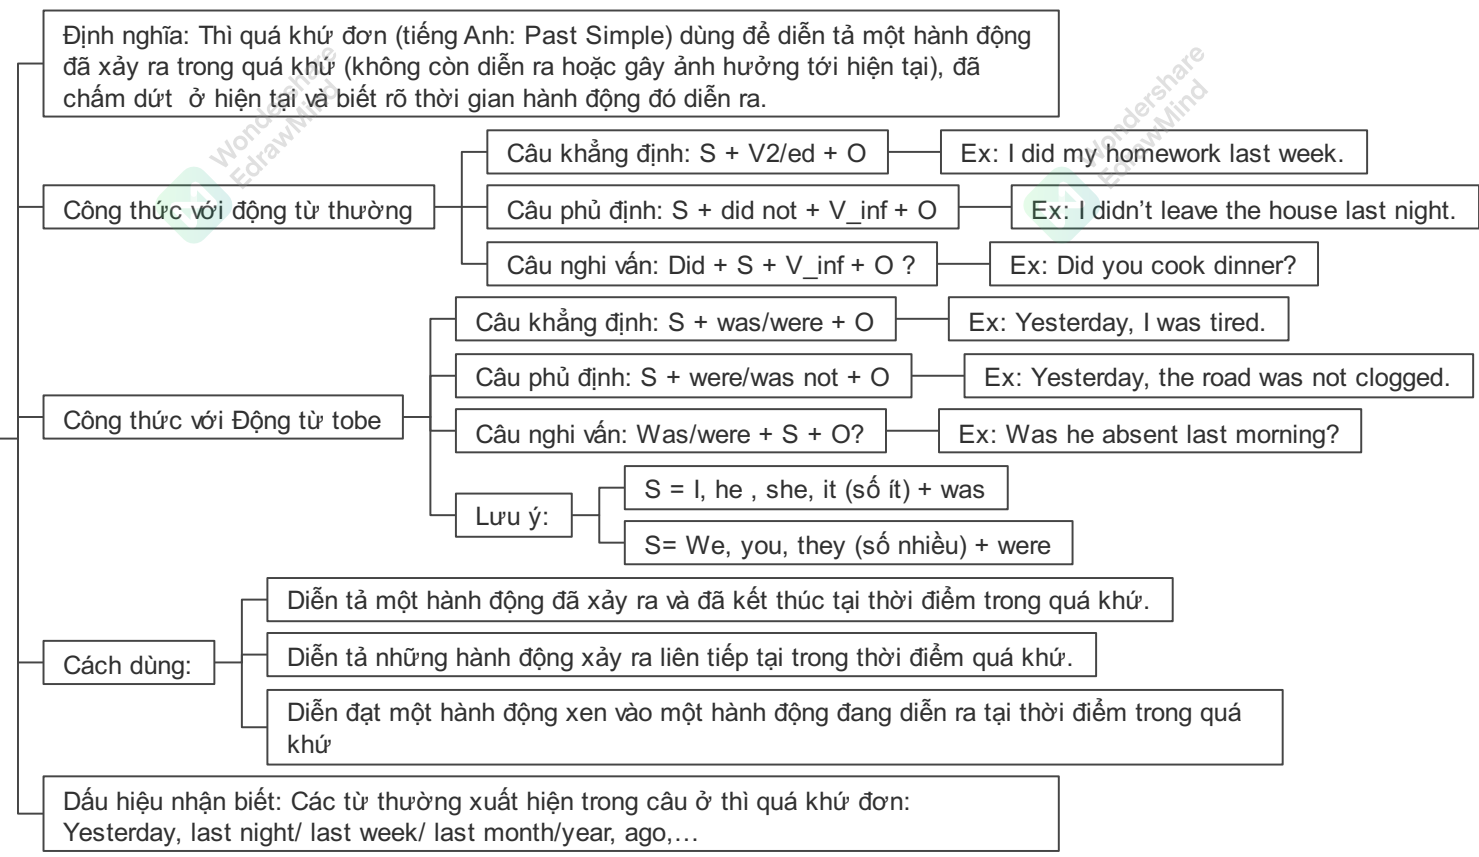 Định nghĩa: Thì quá khứ đơn (tiếng Anh: Past Simple) dùng để diễn tả một hành động
đã xảy ra trong quá khứ (không còn diễn ra hoặc gây ảnh hưởng tới hiện tại), đã
chấm dứt ở hiện tại và biết rõ thời gian hành động đó diễn ra.
Wondershare
EdrawMind
Wondershare
EdrawMind
Công thức với động từ thường
Câu khẳng định: S + V2/ed + O
Ex: I did my homework last week.
Câu phủ định: S + did not + V_inf + O
Ex: I didn’t leave the house last night.
Câu nghi vấn: Did + S + V_inf + O ?
Ex: Did you cook dinner?
Công thức với Động từ tobe
Câu khẳng định: S + was/were + O
Ex: Yesterday, I was tired.
Câu phủ định: S + were/was not + O
Ex: Yesterday, the road was not clogged.
Câu nghi vấn: Was/were + S + O?
Ex: Was he absent last morning?
Lưu ý:
S = I, he , she, it (số ít) + was
S= We, you, they (số nhiều) + were
Cách dùng:
Diễn tả một hành động đã xảy ra và đã kết thúc tại thời điểm trong quá khứ.
Diễn tả những hành động xảy ra liên tiếp tại trong thời điểm quá khứ.
Diễn đạt một hành động xen vào một hành động đang diễn ra tại thời điểm trong quá
khứ
Dấu hiệu nhận biết: Các từ thường xuất hiện trong câu ở thì quá khứ đơn:
Yesterday, last night/ last week/ last month/year, ago,…